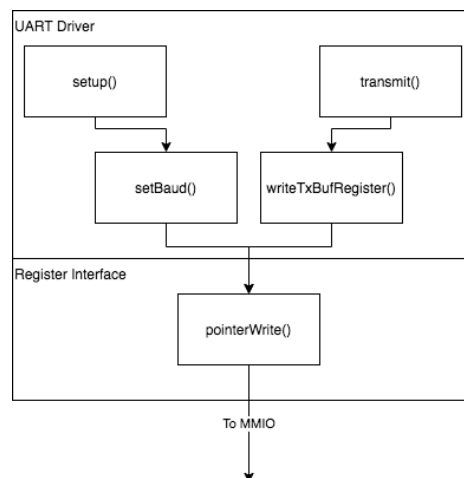 UART Driver
setup()
transmit()
setBaud()
writeTxBufRegister()
Register Interface
pointerWrite()
To MMIO